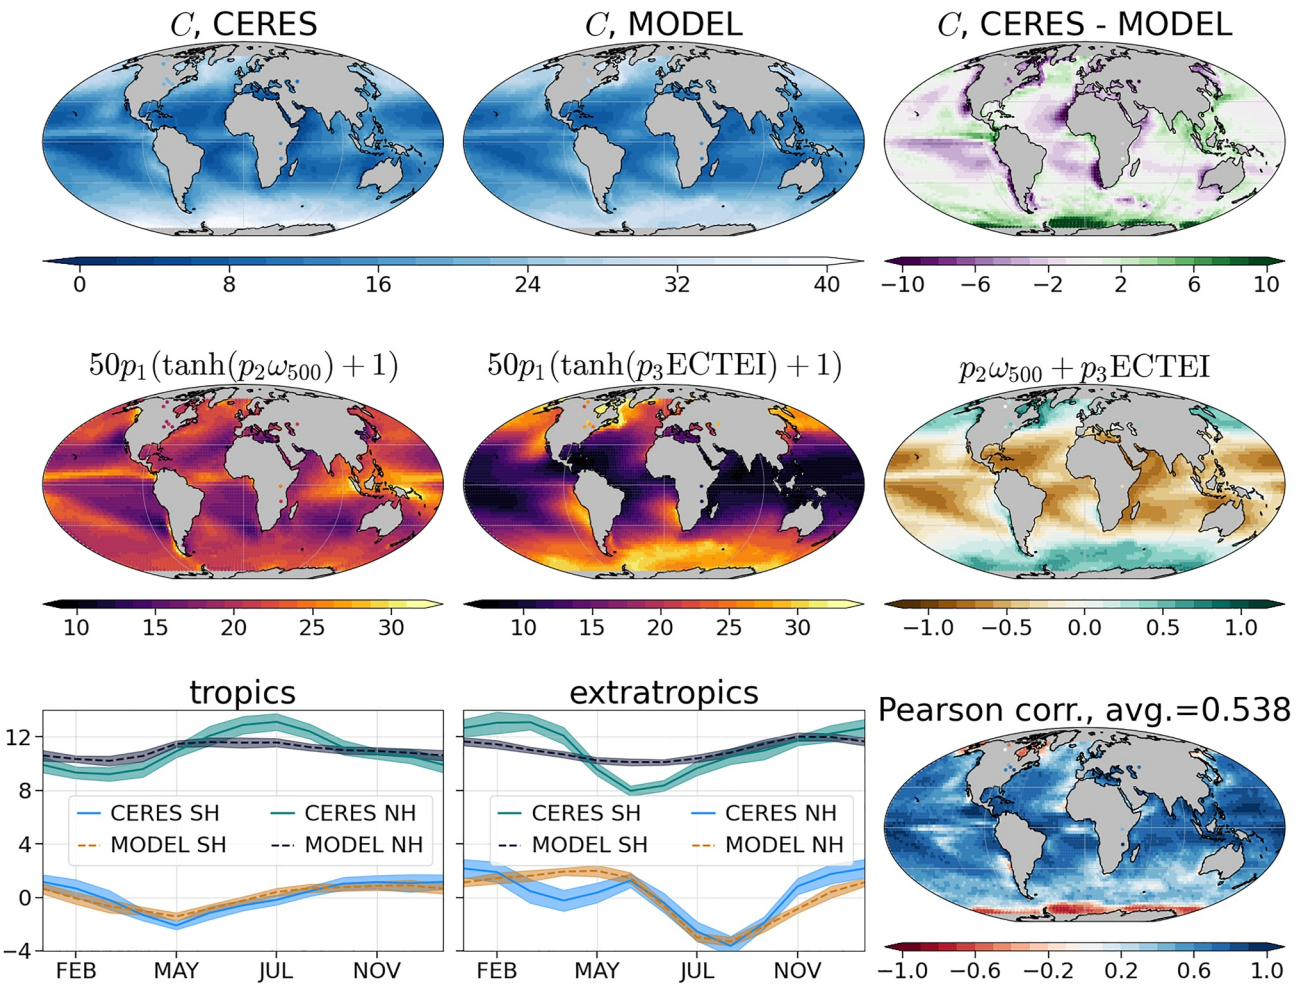 C, CERES
C, MODEL
C, CERES - MODEL
0 8 16 24 32 40
−10 −6 −2 2 6 10
50p₁(tanh(p₂ω₅₀₀) + 1)
50p₁(tanh(p₃ECTEI) + 1)
p₂ω₅₀₀ + p₃ECTEI
10 15 20 25 30
10 15 20 25 30
−1.0 −0.5 0.0 0.5 1.0
tropics
extratropics
Pearson corr., avg.=0.538
12
8
4
0
−4
CERES SH CERES NH
MODEL SH MODEL NH
CERES SH CERES NH
MODEL SH MODEL NH
FEB MAY JUL NOV
FEB MAY JUL NOV
−1.0 −0.6 −0.2 0.2 0.6 1.0